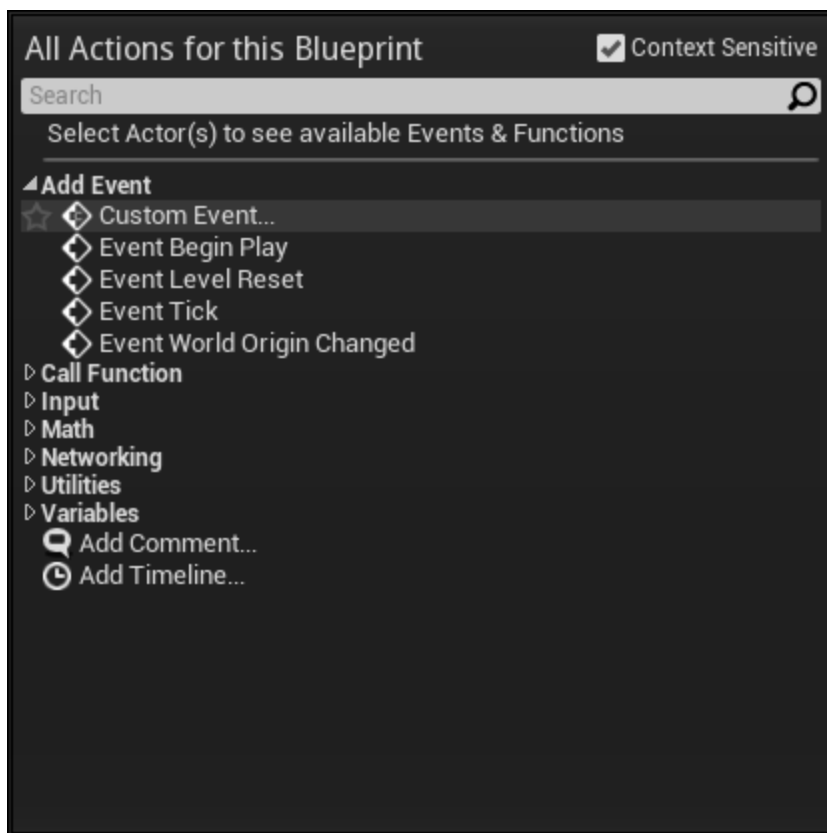 All Actions for this Blueprint Context Sensitive
Search
Select Actor(s) to see available Events & Functions
Add Event
Custom Event...
Event Begin Play
Event Level Reset
Event Tick
Event World Origin Changed
Call Function
Input
Math
Networking
Utilities
Variables
Add Comment...
Add Timeline...